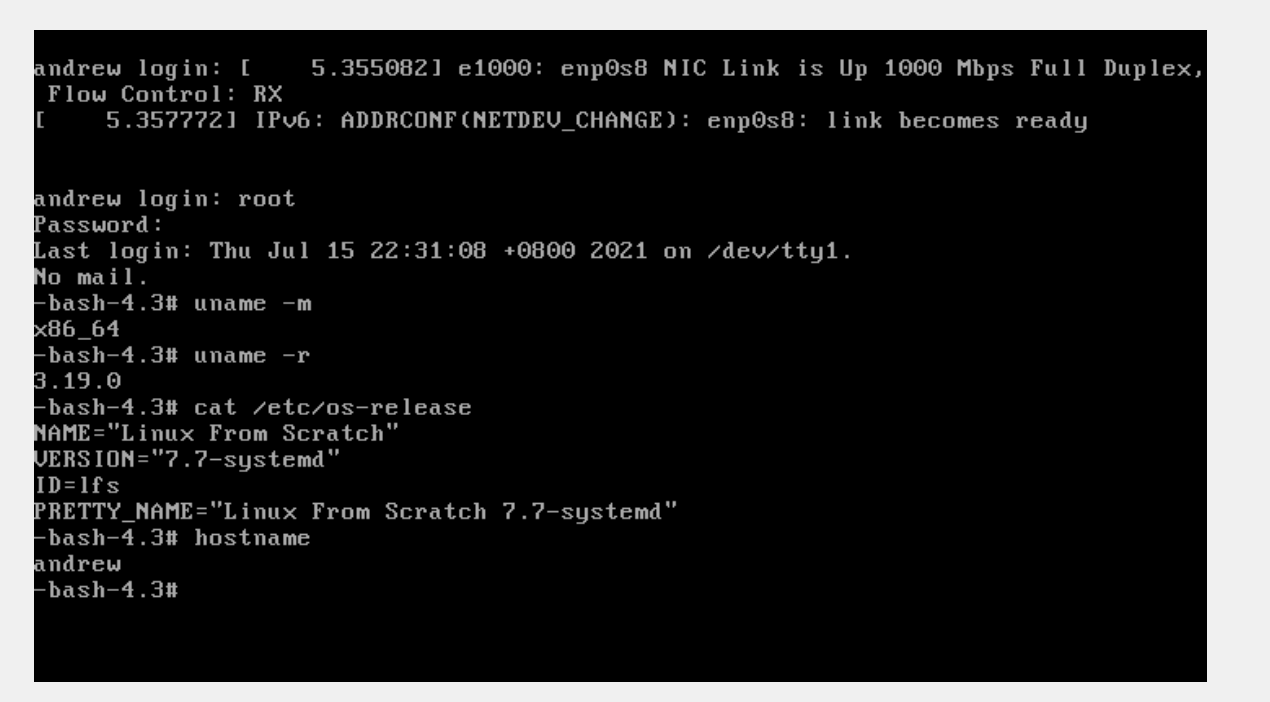 andrew login: [    5.355082] e1000: enp0s8 NIC Link is Up 1000 Mbps Full Duplex,
 Flow Control: RX
[    5.357772] IPv6: ADDRCONF(NETDEV_CHANGE): enp0s8: link becomes ready
andrew login: root
Password:
Last login: Thu Jul 15 22:31:08 +0800 2021 on /dev/tty1.
No mail.
-bash-4.3# uname -m
x86_64
-bash-4.3# uname -r
3.19.0
-bash-4.3# cat /etc/os-release
NAME="Linux From Scratch"
VERSION="7.7-systemd"
ID=lfs
PRETTY_NAME="Linux From Scratch 7.7-systemd"
-bash-4.3# hostname
andrew
-bash-4.3#